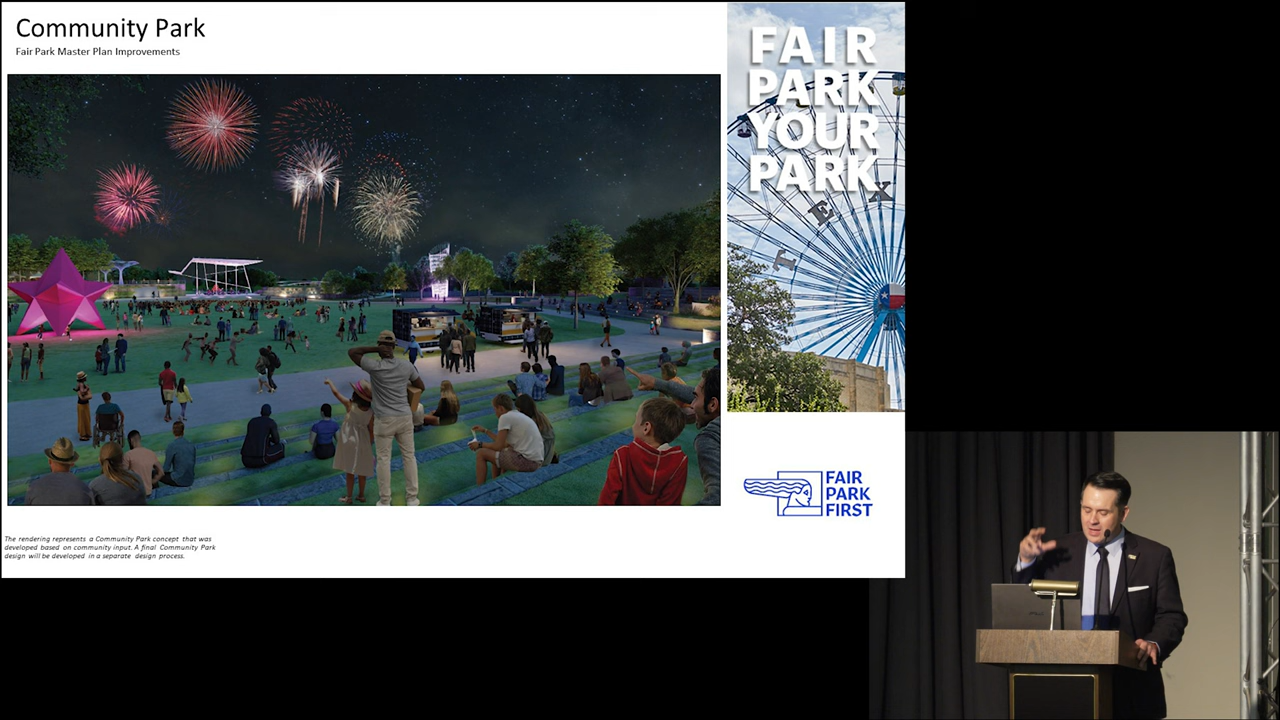 Community Park
Fair Park Master Plan Improvements
FAIR
PARK
YOUR
PARK
TEX
FAIR
PARK
FIRST
The rendering represents a Community Park concept that was
developed based on community input. A final Community Park
design will be developed in a separate design process.